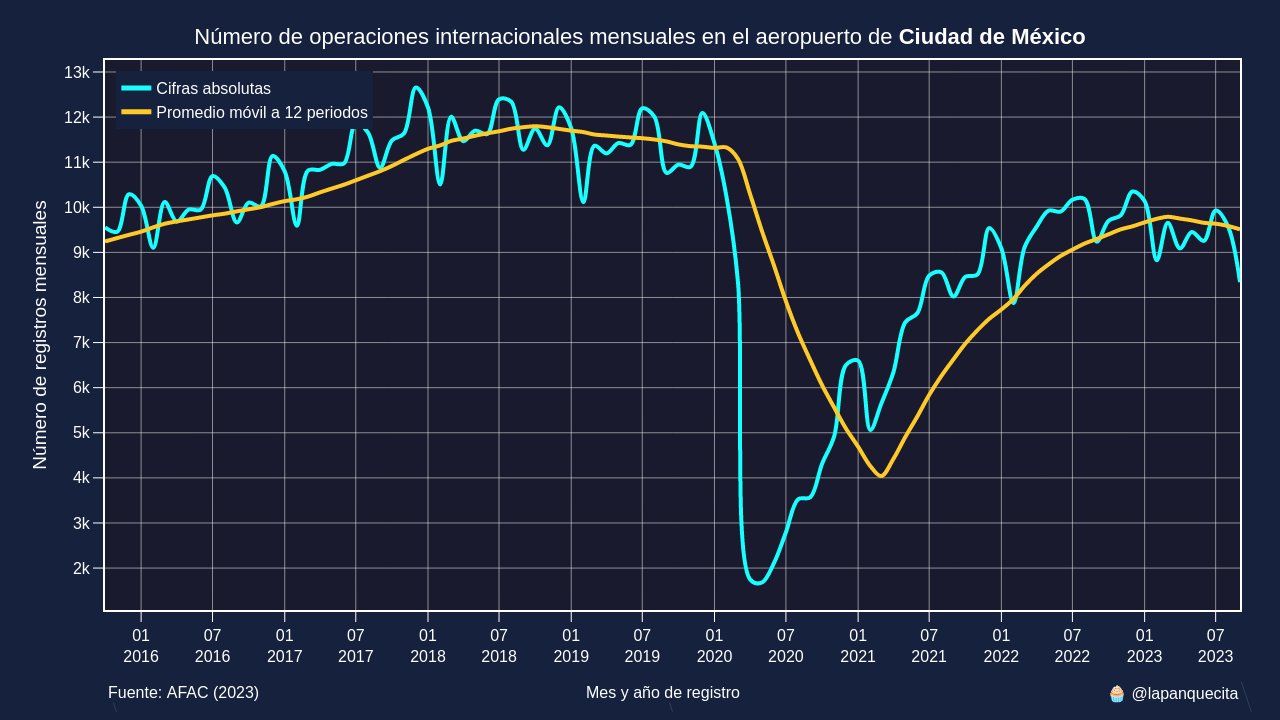 Número de operaciones internacionales mensuales en el aeropuerto de Ciudad de México
Cifras absolutas
Promedio móvil a 12 periodos
Número de registros mensuales
13k
12k
11k
10k
9k
8k
7k
6k
5k
4k
3k
2k
01 07 01 07 01 07 01 07 01 07 01 07 01 07 01 07
2016 2016 2017 2017 2018 2018 2019 2019 2020 2020 2021 2021 2022 2022 2023 2023
Fuente: AFAC (2023) Mes y año de registro 🧁 @lapanquecita